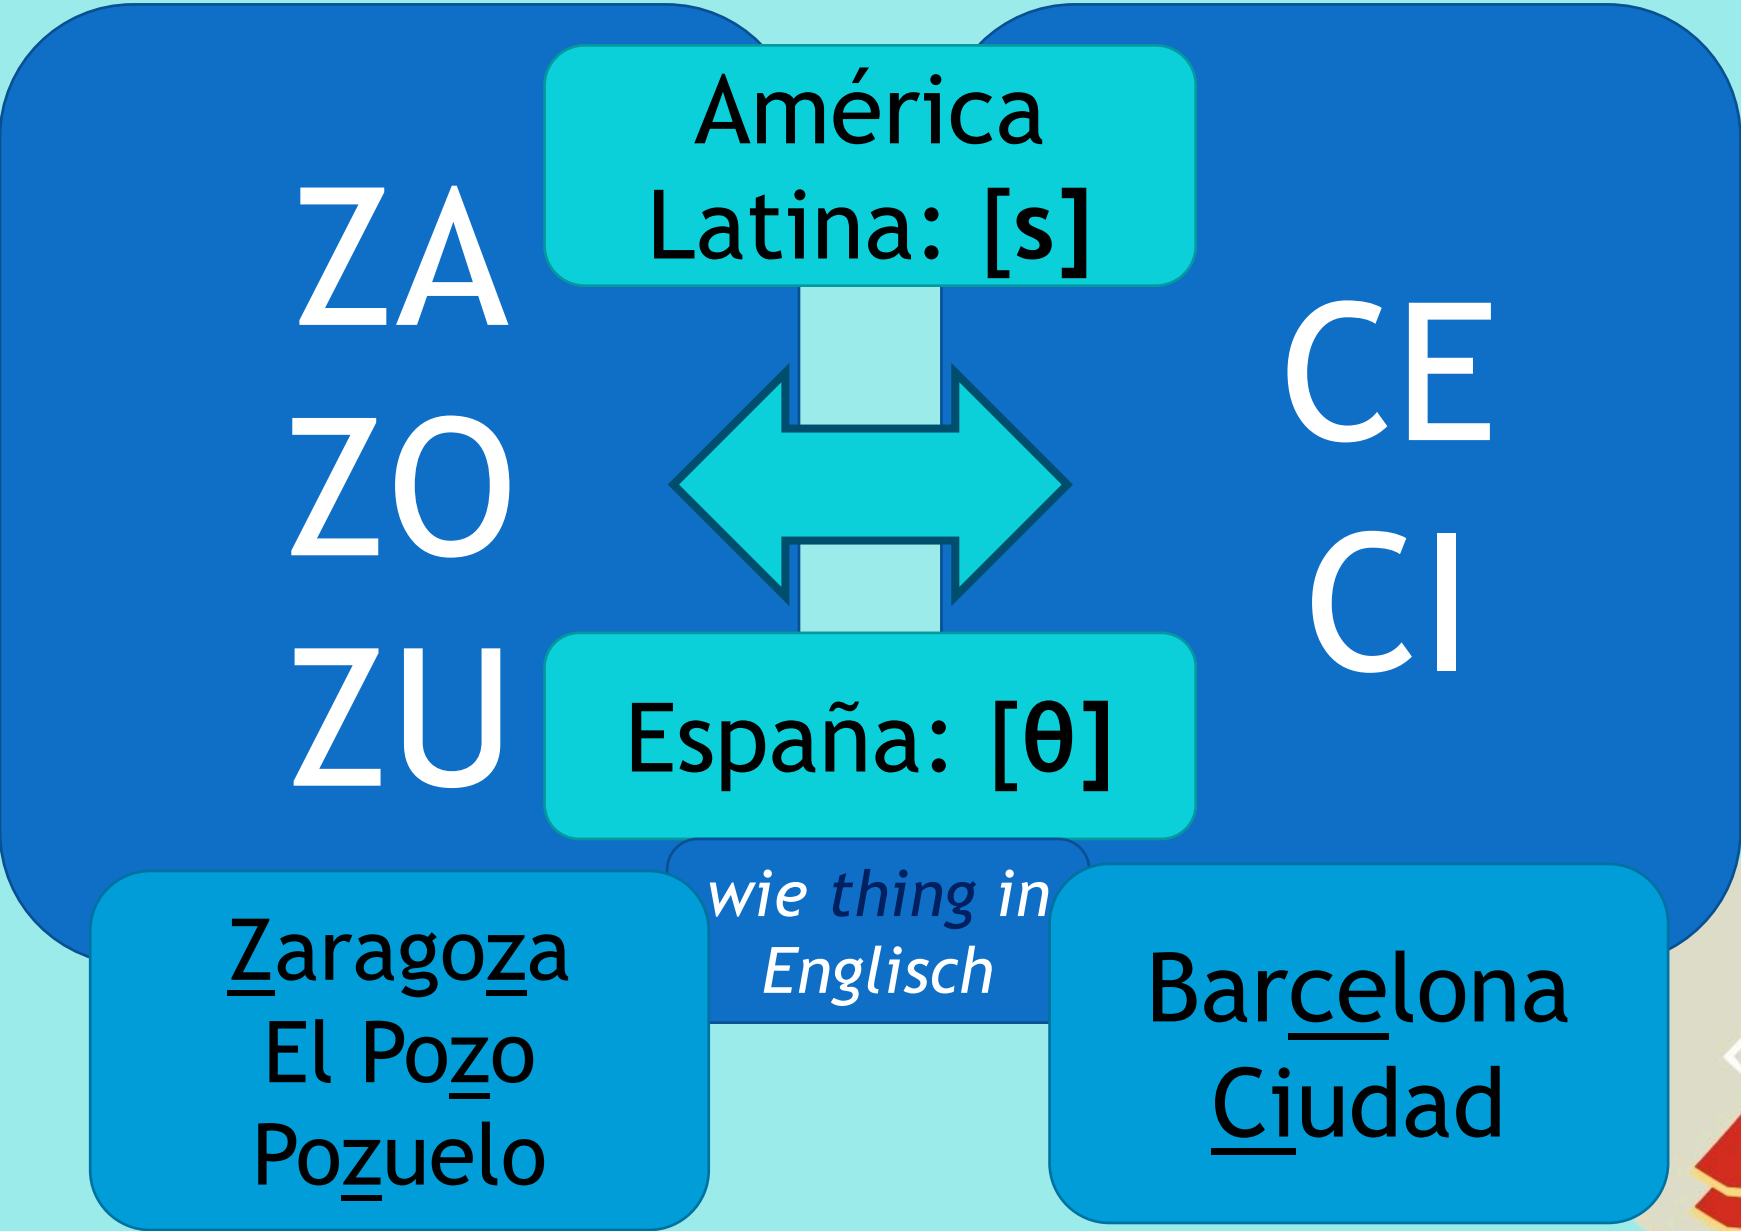 América
Latina: [s]
ZA
ZO
ZU
CE
CI
España: [θ]
wie thing in
Englisch
Zaragoza
El Pozo
Pozuelo
Barcelona
Ciudad